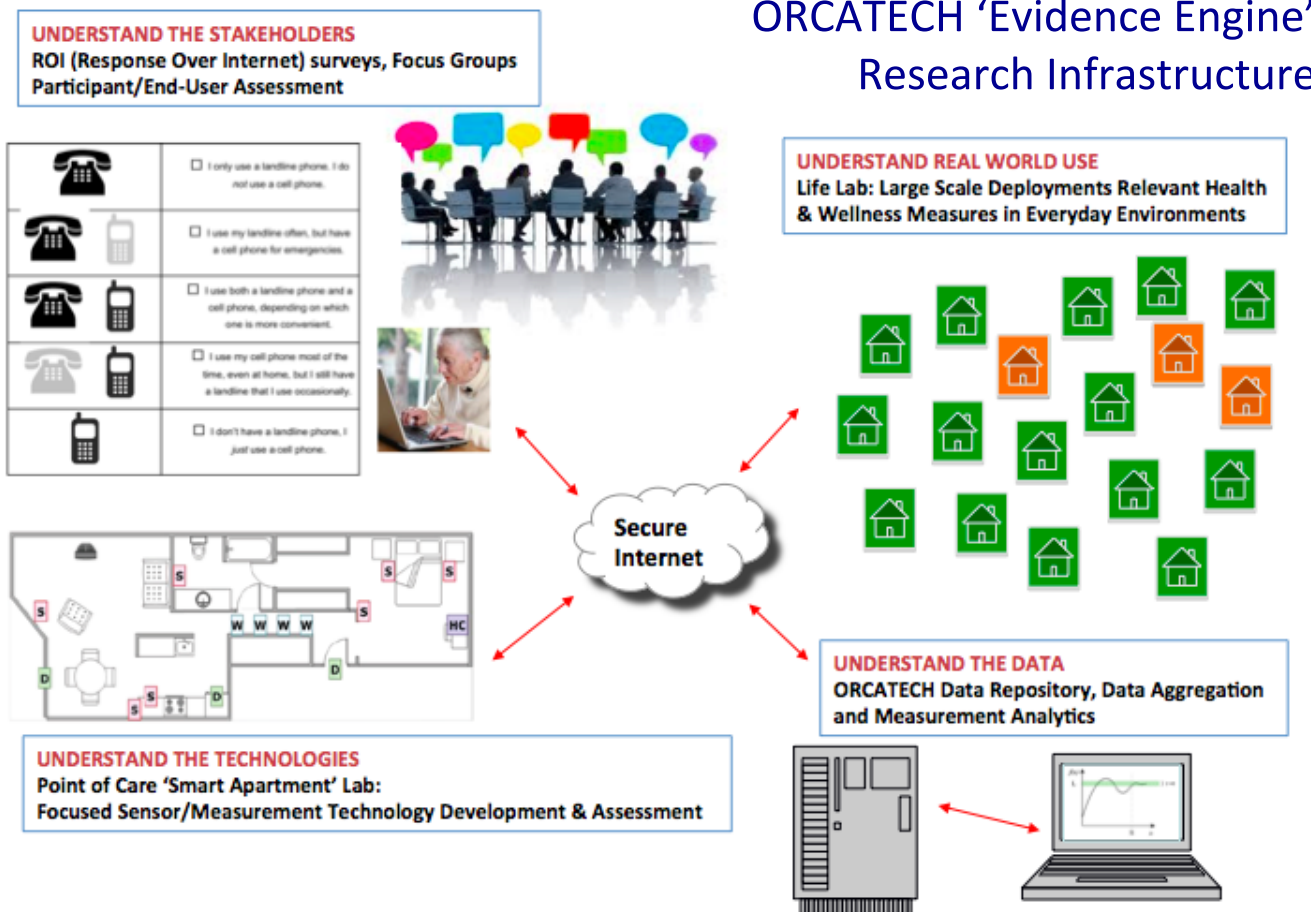 ORCATECH ‘Evidence Engine’
Research Infrastructure
UNDERSTAND THE STAKEHOLDERS
ROI (Response Over Internet) surveys, Focus Groups
Participant/End-User Assessment
I only use a landline phone. I do
not use a cell phone.
I use my landline often, but have
a cell phone for emergencies.
I use both a landline phone and a
cell phone, depending on which
one is more convenient.
I use my cell phone most of the
time, even at home, but I still have
a landline that I use occasionally.
I don't have a landline phone, I
just use a cell phone.
UNDERSTAND REAL WORLD USE
Life Lab: Large Scale Deployments Relevant Health
& Wellness Measures in Everyday Environments
Secure
Internet
S
S
S
S
S
W W W W
HC
D
D
S
D
S
UNDERSTAND THE TECHNOLOGIES
Point of Care ‘Smart Apartment’ Lab:
Focused Sensor/Measurement Technology Development & Assessment
UNDERSTAND THE DATA
ORCATECH Data Repository, Data Aggregation
and Measurement Analytics